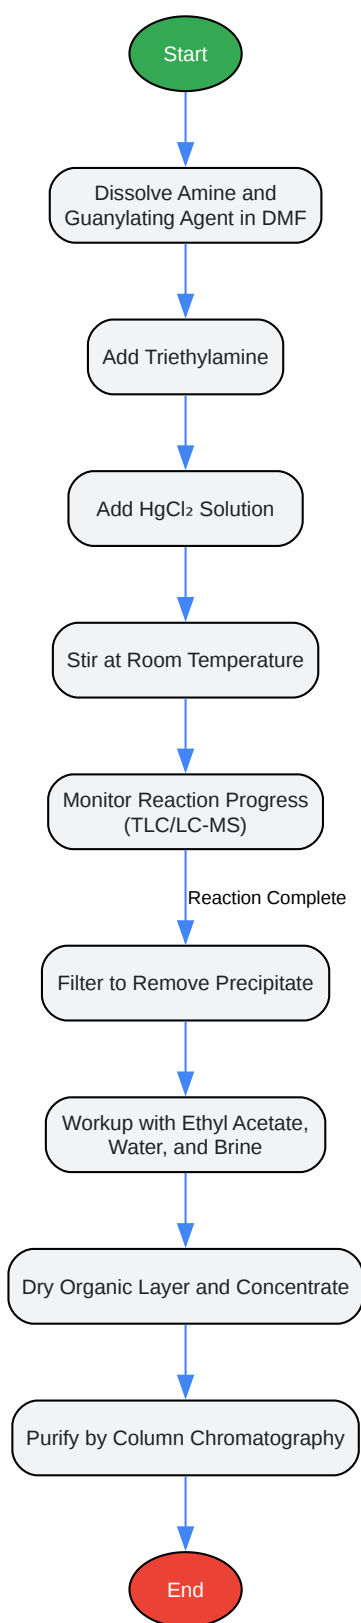 Start
Dissolve Amine and
Guanylating Agent in DMF
Add Triethylamine
Add HgCl₂ Solution
Stir at Room Temperature
Monitor Reaction Progress
(TLC/LC-MS)
Reaction Complete
Filter to Remove Precipitate
Workup with Ethyl Acetate,
Water, and Brine
Dry Organic Layer and Concentrate
Purify by Column Chromatography
End